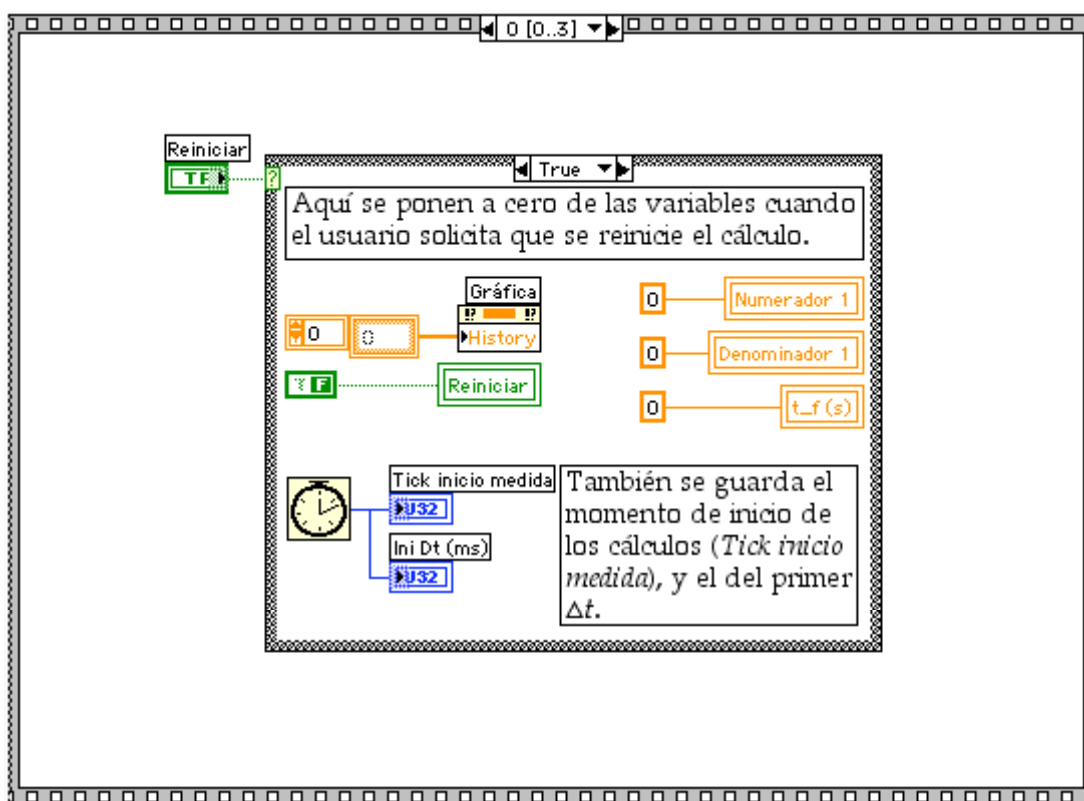 0 [0..3]
Reiniciar
TF
?
True
Aquí se ponen a cero de las variables cuando
el usuario solicita que se reinicie el cálculo.
Gráfica
!? !?
0 0 History
F Reiniciar
0 Numerador 1
0 Denominador 1
0 t_f (s)
Tick inicio medida
U32
Ini Dt (ms)
U32
También se guarda el
momento de inicio de
los cálculos (Tick inicio
medida), y el del primer
Δt.